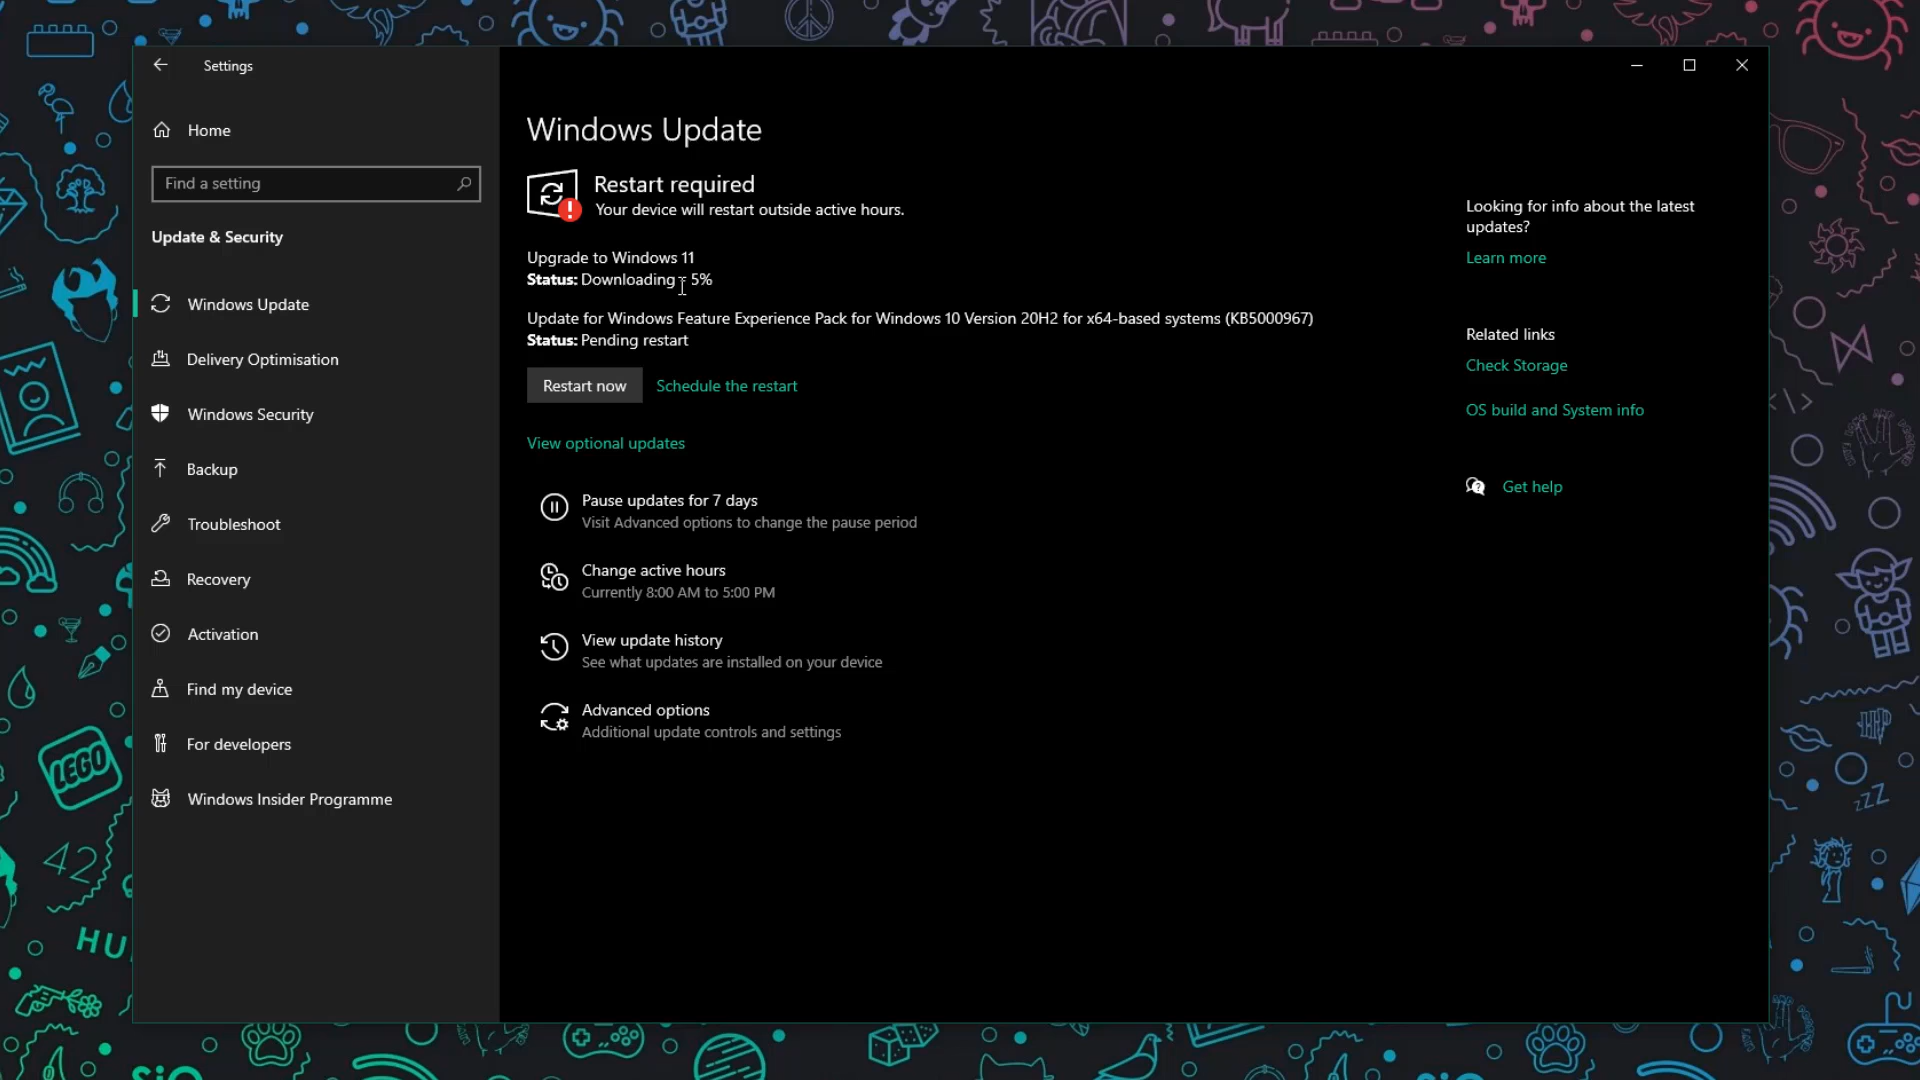 Settings
Home
Find a setting
Update & Security
Windows Update
Delivery Optimisation
Windows Security
Backup
Troubleshoot
Recovery
Activation
Find my device
For developers
Windows Insider Programme
Windows Update
Restart required
Your device will restart outside active hours.
Upgrade to Windows 11
Status: Downloading - 5%
Update for Windows Feature Experience Pack for Windows 10 Version 20H2 for x64-based systems (KB5000967)
Status: Pending restart
Restart now
Schedule the restart
View optional updates
Pause updates for 7 days
Visit Advanced options to change the pause period
Change active hours
Currently 8:00 AM to 5:00 PM
View update history
See what updates are installed on your device
Advanced options
Additional update controls and settings
Looking for info about the latest
updates?
Learn more
Related links
Check Storage
OS build and System info
Get help
LEGO
42
HU
zzZ